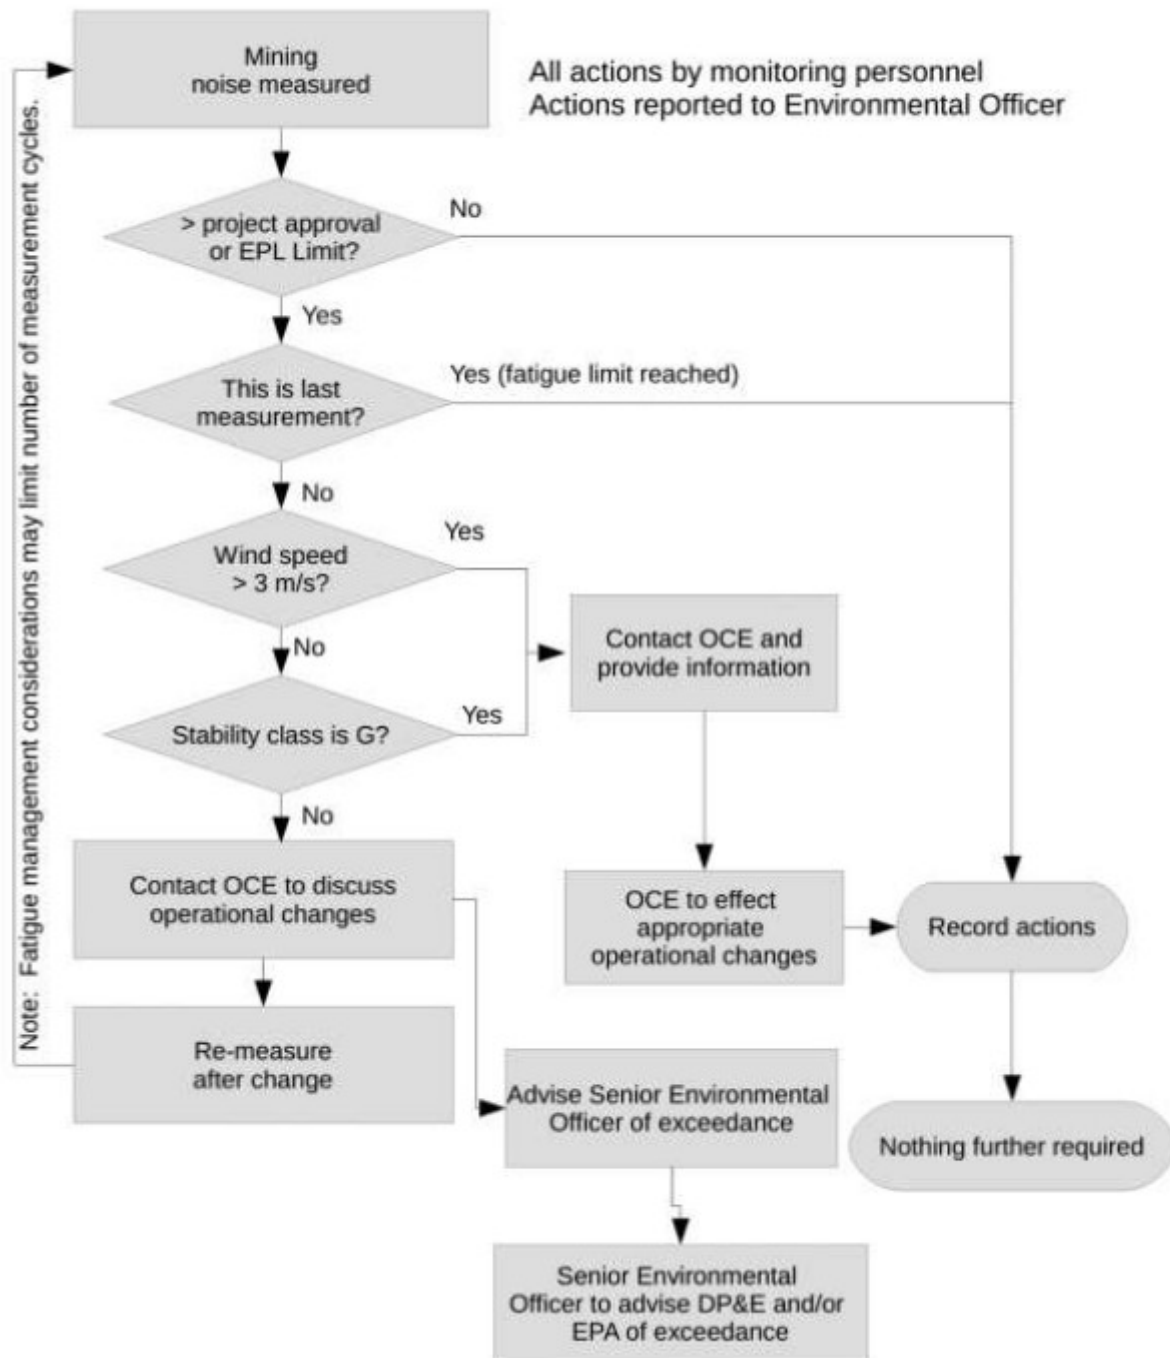 Mining
noise measured
All actions by monitoring personnel
Actions reported to Environmental Officer
Note: Fatigue management considerations may limit number of measurement cycles.
> project approval
or EPL Limit?
No
Yes
This is last
measurement?
Yes (fatigue limit reached)
No
Wind speed
> 3 m/s?
Yes
No
Contact OCE and
provide information
Stability class is G?
Yes
No
Contact OCE to discuss
operational changes
OCE to effect
appropriate
operational changes
Record actions
Re-measure
after change
Advise Senior Environmental
Officer of exceedance
Nothing further required
Senior Environmental
Officer to advise DP&E and/or
EPA of exceedance